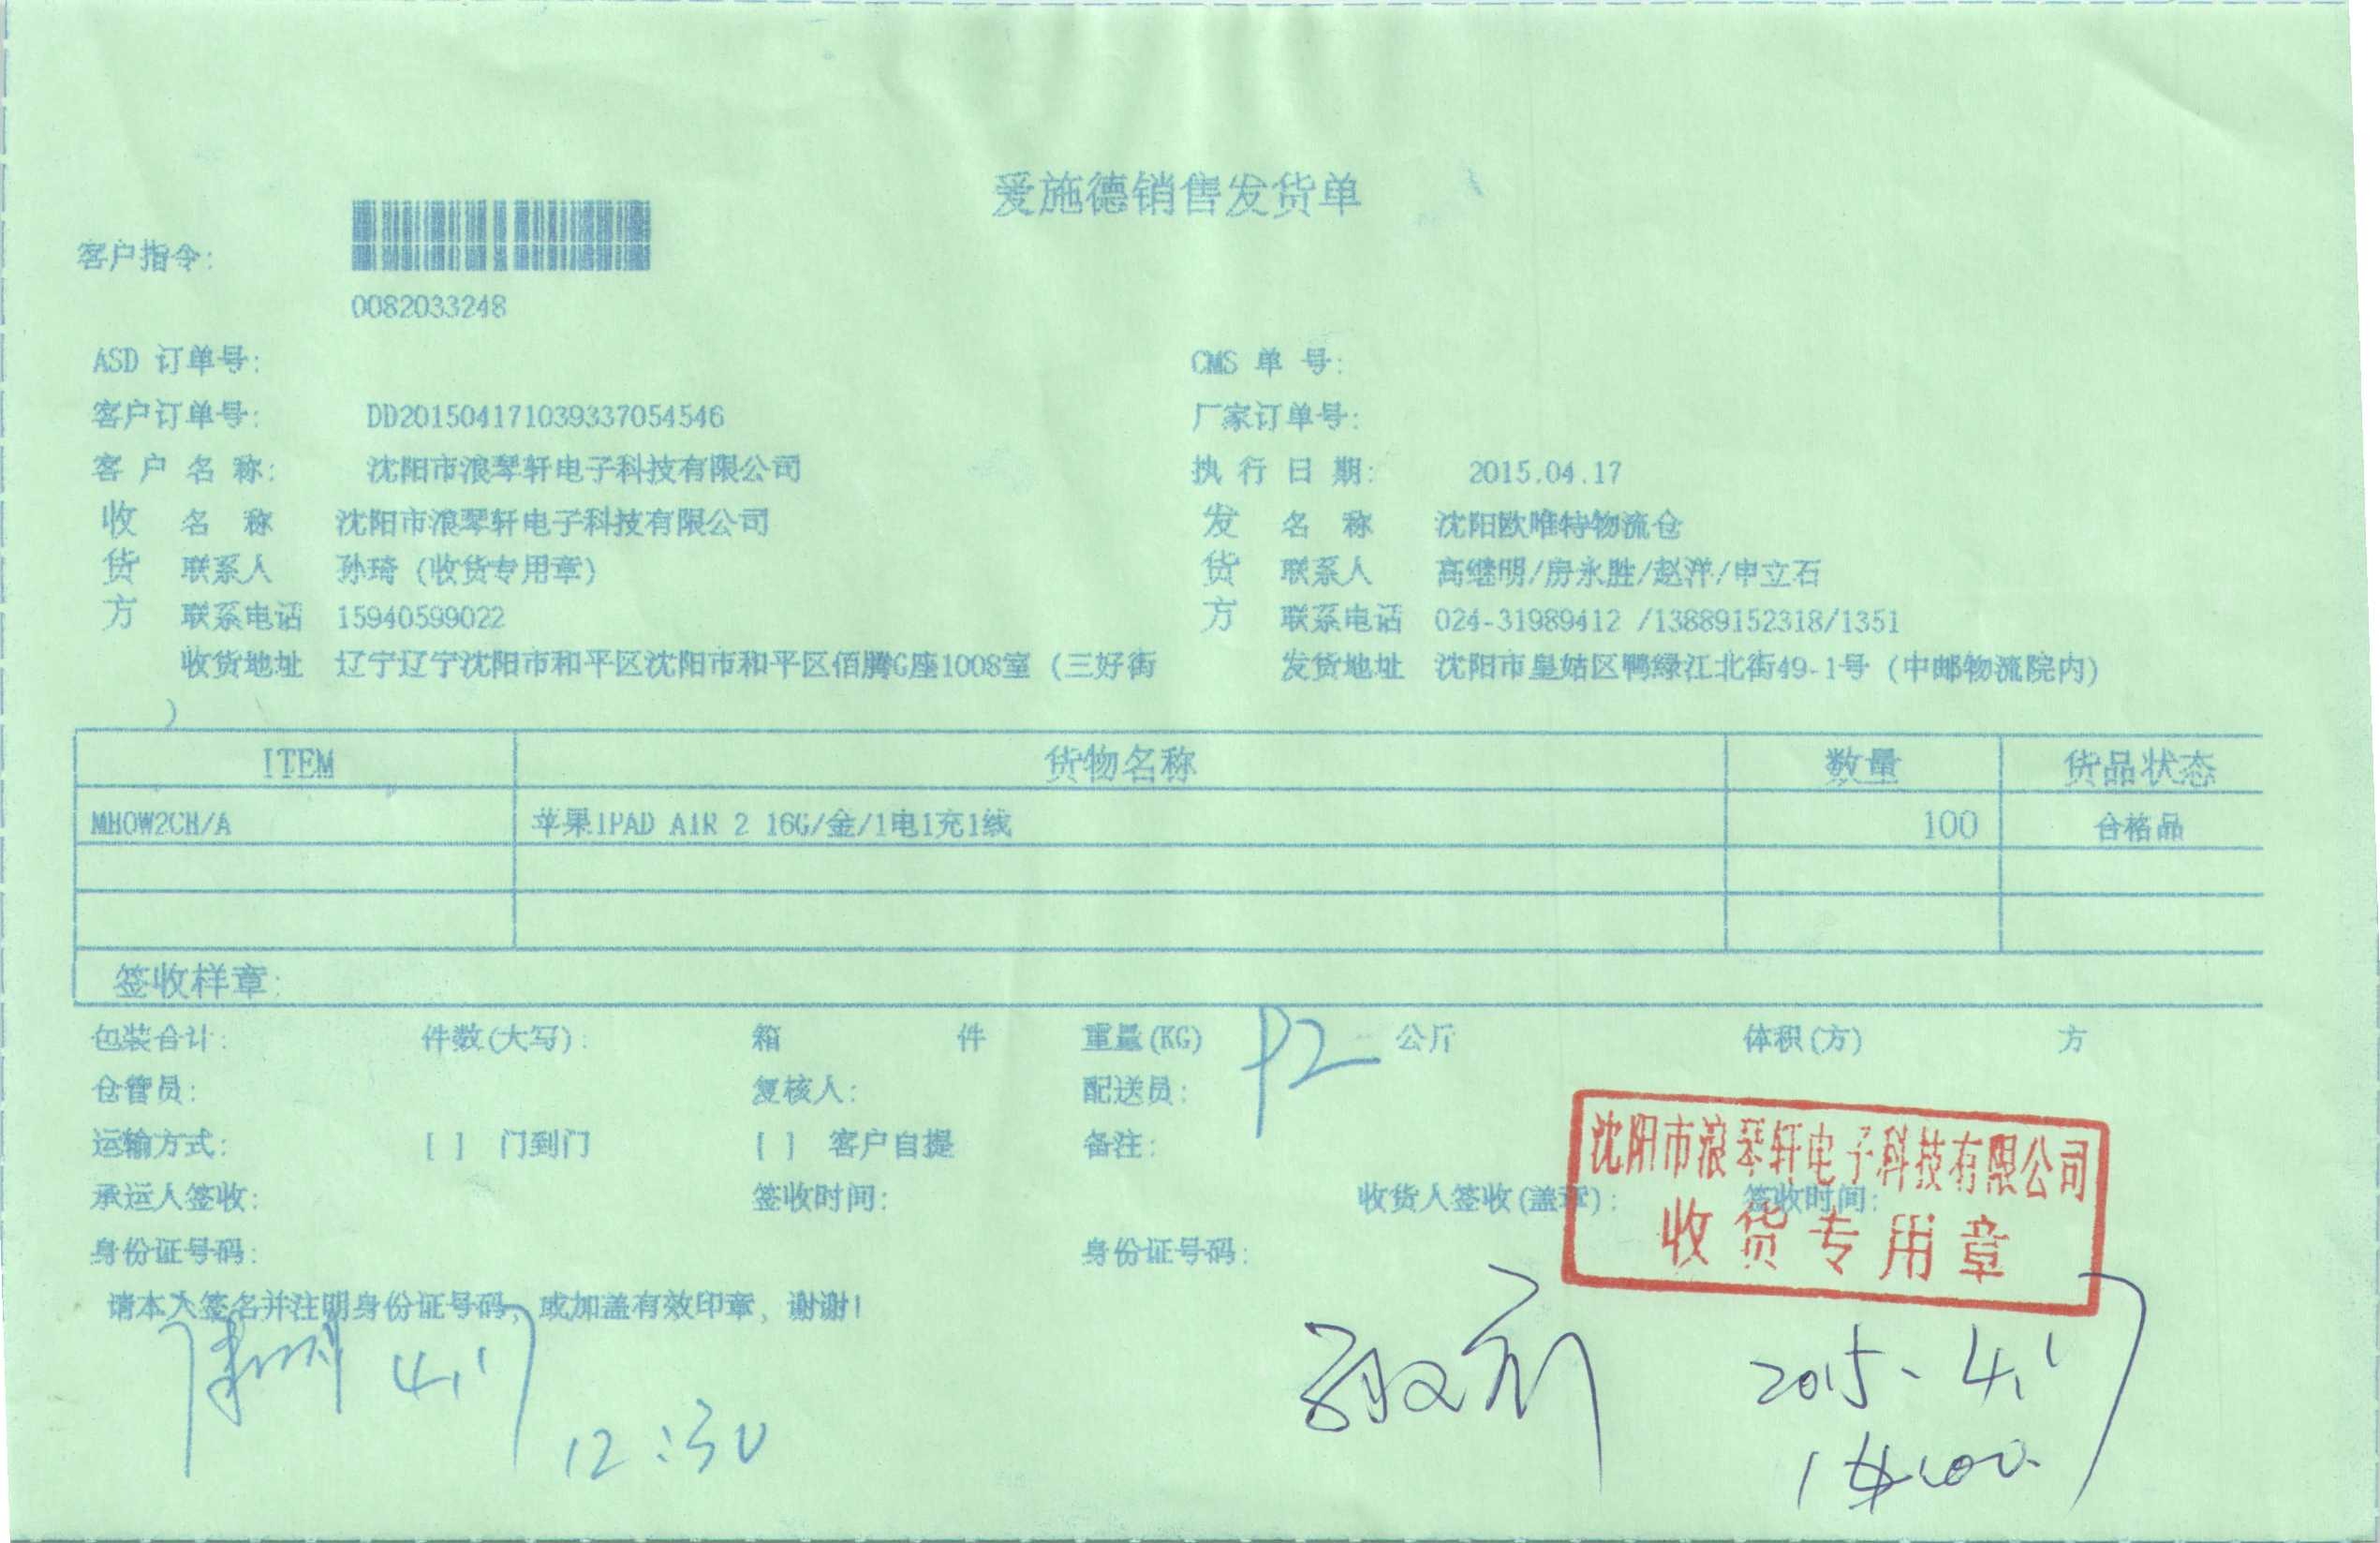 爱施德销售发货单
客户指令:
0082033248
ASD 订单号: CMS 单 号:
客户订单号: DD20150417103933705​4546 厂家订单号:
客 户 名 称: 沈阳市浪琴轩电子科技有限公司 执 行 日 期: 2015.04.17
收 名 称 沈阳市浪琴轩电子科技有限公司 发 名 称 沈阳欧唯特物流仓
货 联系人 孙琦 (收货专用章) 货 联系人 高继明/房永胜/赵洋/申立石
方 联系电话 15940599022 方 联系电话 024-31989412 /13889152318/1351
收货地址 辽宁辽宁沈阳市和平区沈阳市和平区佰腾G座1008室 (三好街 发货地址 沈阳市皇姑区鸭绿江北街49-1号 (中邮物流院内)
)
ITEM 货物名称 数量 货品状态
MH0W2CH/A 苹果IPAD AIR 2 16G/金/1电1充1线 100 合格品
签收样章:
包装合计: 件数(大写): 箱 件 重量(KG) 公斤 体积(方) 方
仓管员: 复核人: 配送员:
运输方式: [ ] 门到门 [ ] 客户自提 备注:
承运人签收: 签收时间: 收货人签收(盖章): 签收时间:
身份证号码: 身份证号码:
沈阳市浪琴轩电子科技有限公司
收货专用章
请本人签名并注明身份证号码, 或加盖有效印章, 谢谢!
4.17
12:30
2015.4.17